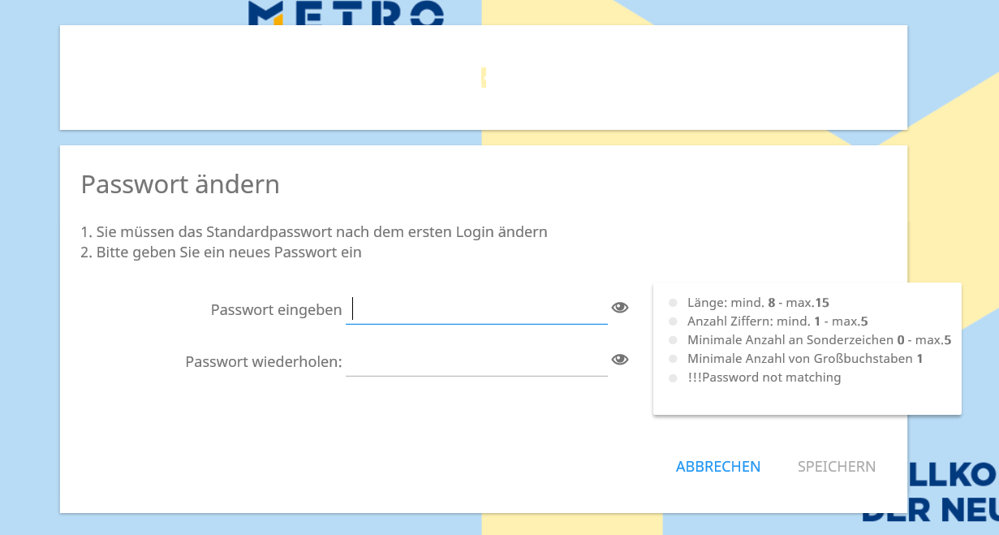 METRO
Passwort ändern
1. Sie müssen das Standardpasswort nach dem ersten Login ändern
2. Bitte geben Sie ein neues Passwort ein
Passwort eingeben
Passwort wiederholen:
Länge: mind. 8 - max.15
Anzahl Ziffern: mind. 1 - max.5
Minimale Anzahl an Sonderzeichen 0 - max.5
Minimale Anzahl von Großbuchstaben 1
!!!Password not matching
ABBRECHEN SPEICHERN
LLKO
DER NEU